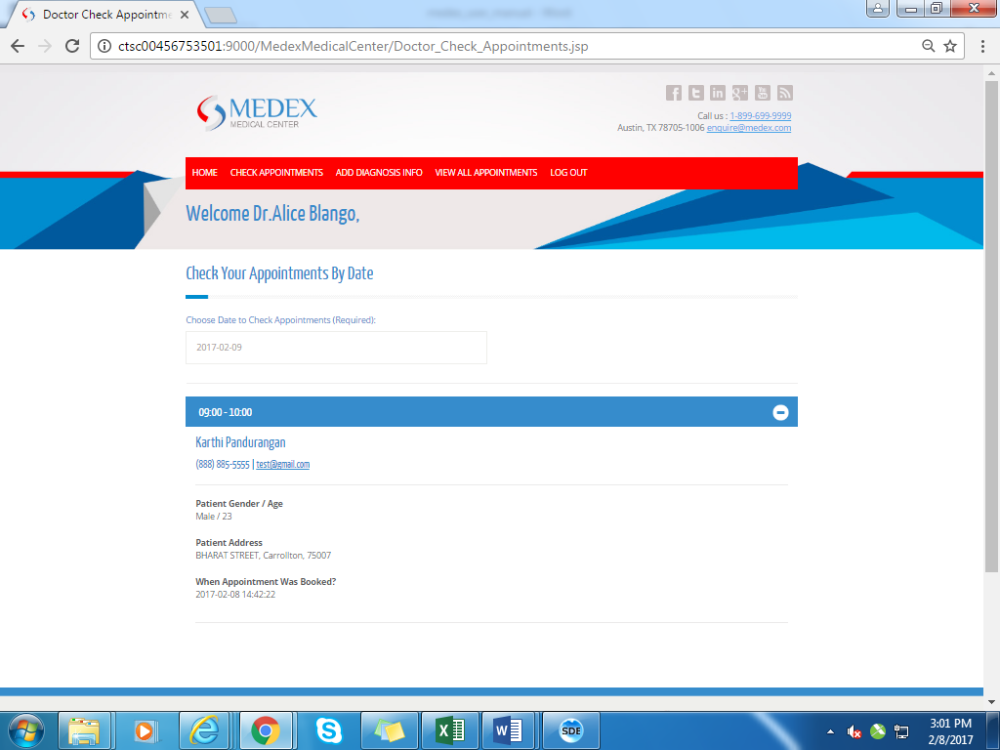 Doctor Check Appointme
ctsc00456753501:9000/MedexMedicalCenter/Doctor_Check_Appointments.jsp
MEDEX
MEDICAL CENTER
Call us : 1-899-699-9999
Austin, TX 78705-1006 enquire@medex.com
HOME CHECK APPOINTMENTS ADD DIAGNOSIS INFO VIEW ALL APPOINTMENTS LOG OUT
Welcome Dr.Alice Blango,
Check Your Appointments By Date
Choose Date to Check Appointments (Required):
2017-02-09
09:00 - 10:00
Karthi Pandurangan
(888) 885-5555 | test@gmail.com
Patient Gender / Age
Male / 23
Patient Address
BHARAT STREET, Carrollton, 75007
When Appointment Was Booked?
2017-02-08 14:42:22
SDE
3:01 PM
2/8/2017